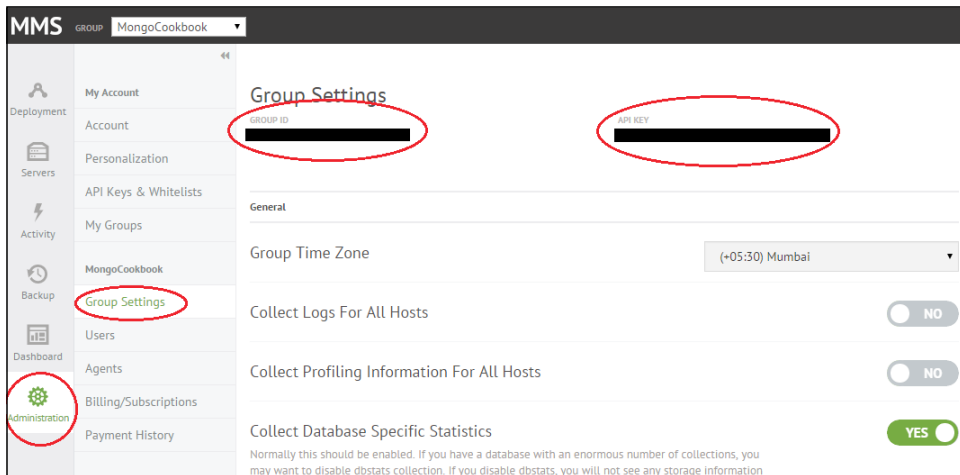 MMS GROUP MongoCookbook
Deployment
Servers
Activity
Backup
Dashboard
Administration
My Account
Account
Personalization
API Keys & Whitelists
My Groups
MongoCookbook
Group Settings
Users
Agents
Billing/Subscriptions
Payment History
Group Settings
GROUP ID
API KEY
General
Group Time Zone
(+05:30) Mumbai
Collect Logs For All Hosts
NO
Collect Profiling Information For All Hosts
NO
Collect Database Specific Statistics
YES
Normally this should be enabled. If you have a database with an enormous number of collections, you
may want to disable dbstats collection. If you disable dbstats, you will not see any storage information